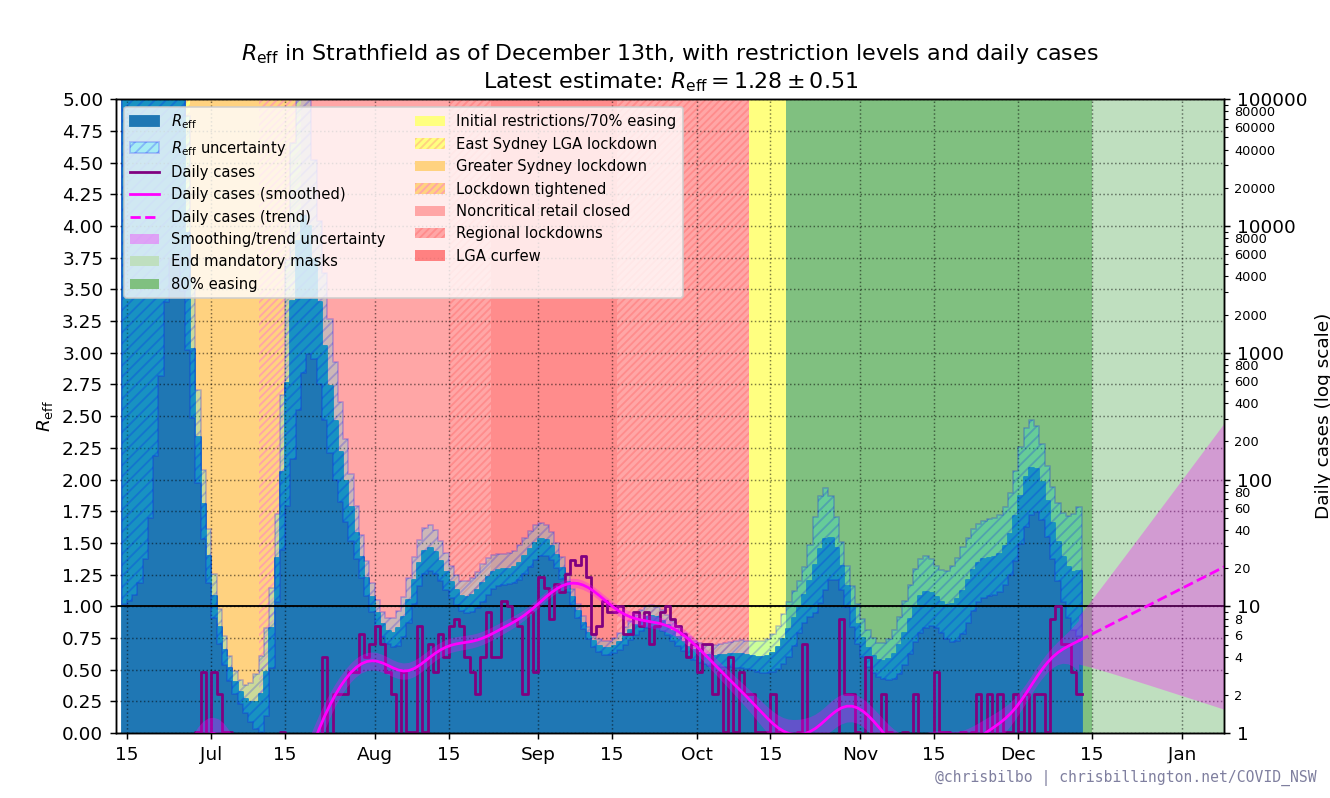 Reff in Strathfield as of December 13th, with restriction levels and daily cases
Latest estimate: Reff = 1.28 ± 0.51
Reff
Reff uncertainty
Daily cases
Daily cases (smoothed)
Daily cases (trend)
Smoothing/trend uncertainty
End mandatory masks
80% easing
Initial restrictions/70% easing
East Sydney LGA lockdown
Greater Sydney lockdown
Lockdown tightened
Noncritical retail closed
Regional lockdowns
LGA curfew
Reff
5.00
4.75
4.50
4.25
4.00
3.75
3.50
3.25
3.00
2.75
2.50
2.25
2.00
1.75
1.50
1.25
1.00
0.75
0.50
0.25
0.00
100000
80000
60000
40000
20000
10000
8000
6000
4000
2000
1000
800
600
400
200
100
80
60
40
20
10
8
6
4
2
1
Daily cases (log scale)
15 Jul 15 Aug 15 Sep 15 Oct 15 Nov 15 Dec 15 Jan
@chrisbilbo | chrisbillington.net/COVID_NSW